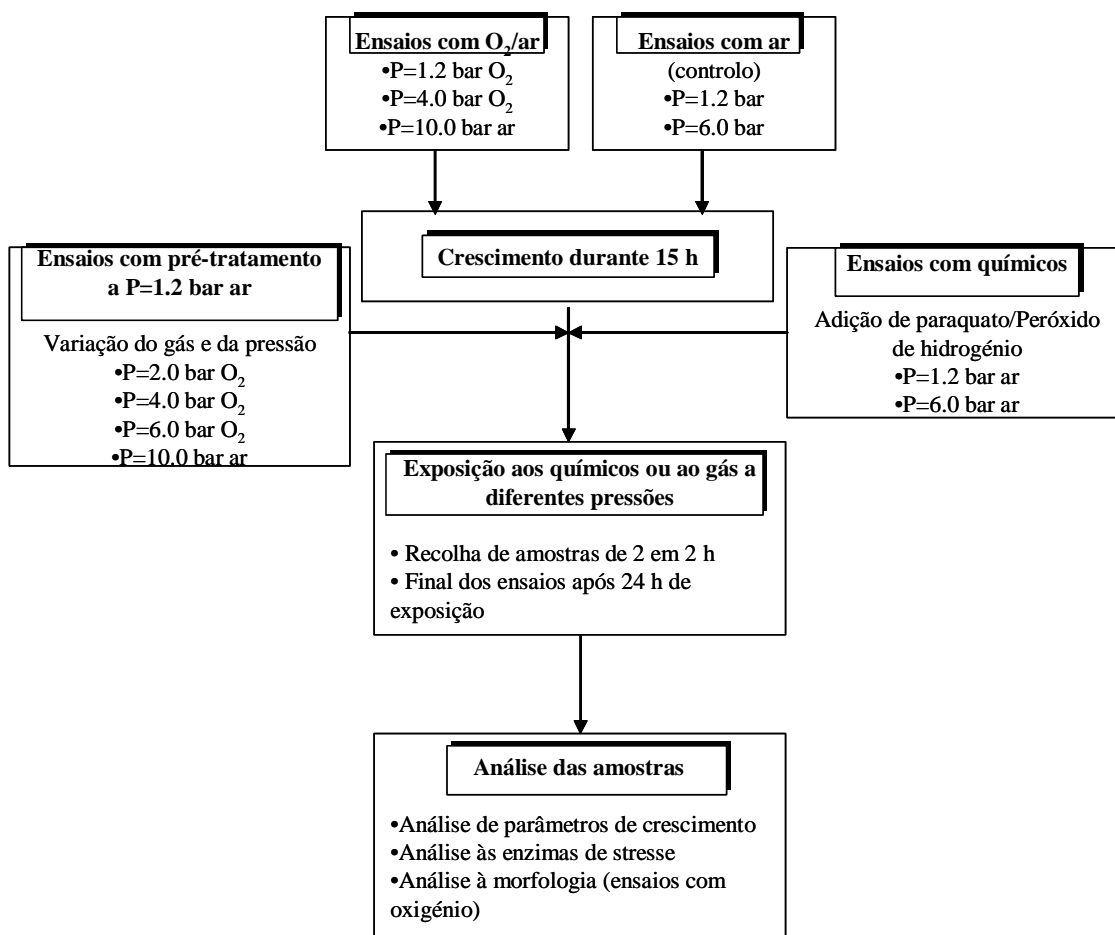 Ensaios com O₂/ar
•P=1.2 bar O₂
•P=4.0 bar O₂
•P=10.0 bar ar
Ensaios com ar
(controlo)
•P=1.2 bar
•P=6.0 bar
Crescimento durante 15 h
Ensaios com pré-tratamento
a P=1.2 bar ar
Variação do gás e da pressão
•P=2.0 bar O₂
•P=4.0 bar O₂
•P=6.0 bar O₂
•P=10.0 bar ar
Ensaios com químicos
Adição de paraquato/Peróxido
de hidrogénio
•P=1.2 bar ar
•P=6.0 bar ar
Exposição aos químicos ou ao gás a
diferentes pressões
• Recolha de amostras de 2 em 2 h
• Final dos ensaios após 24 h de
exposição
Análise das amostras
•Análise de parâmetros de crescimento
•Análise às enzimas de stresse
•Análise à morfologia (ensaios com
oxigénio)